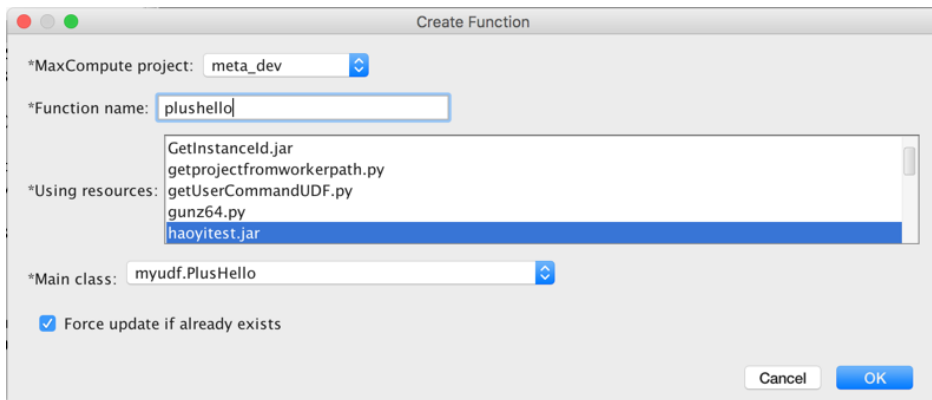 Create Function
*MaxCompute project: meta_dev
*Function name: plushello
GetInstanceId.jar
getprojectfromworkerpath.py
*Using resources: getUserCommandUDF.py
gunz64.py
haoyitest.jar
*Main class: myudf.PlusHello
Force update if already exists
Cancel OK